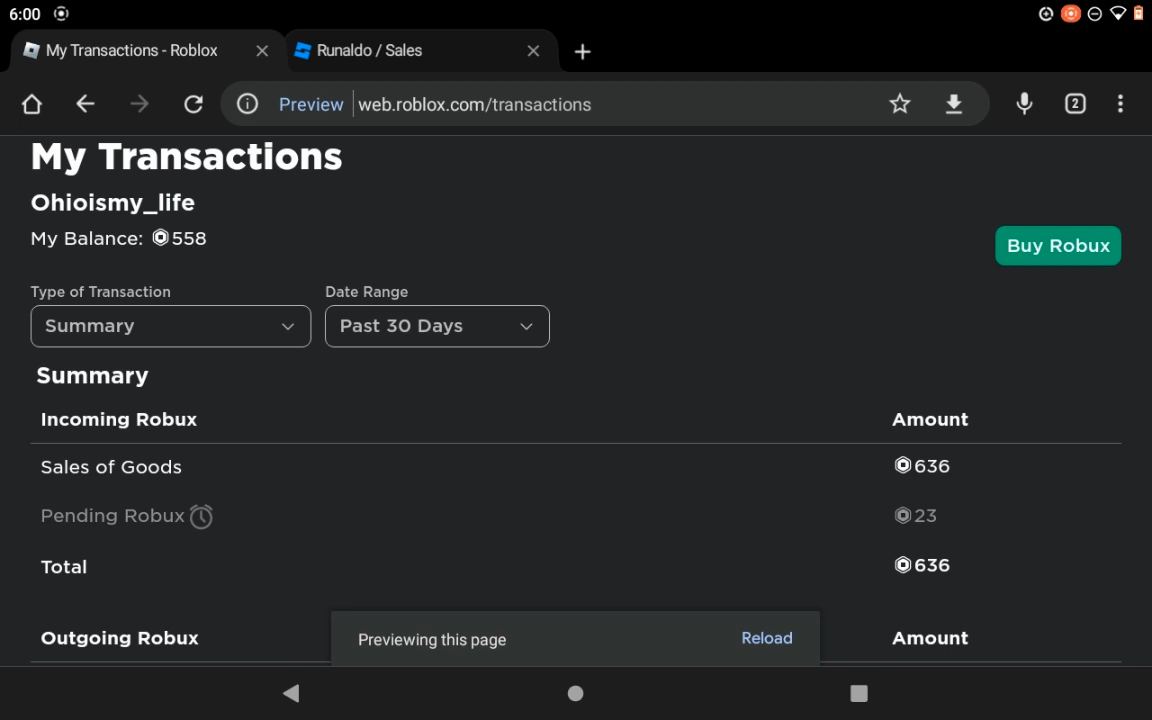 6:00
My Transactions - Roblox
Runaldo / Sales
Preview web.roblox.com/transactions 2
My Transactions
Ohioismy_life
My Balance: 558
Buy Robux
Type of Transaction Date Range
Summary Past 30 Days
Summary
Incoming Robux Amount
Sales of Goods 636
Pending Robux 23
Total 636
Outgoing Robux Amount
Previewing this page Reload